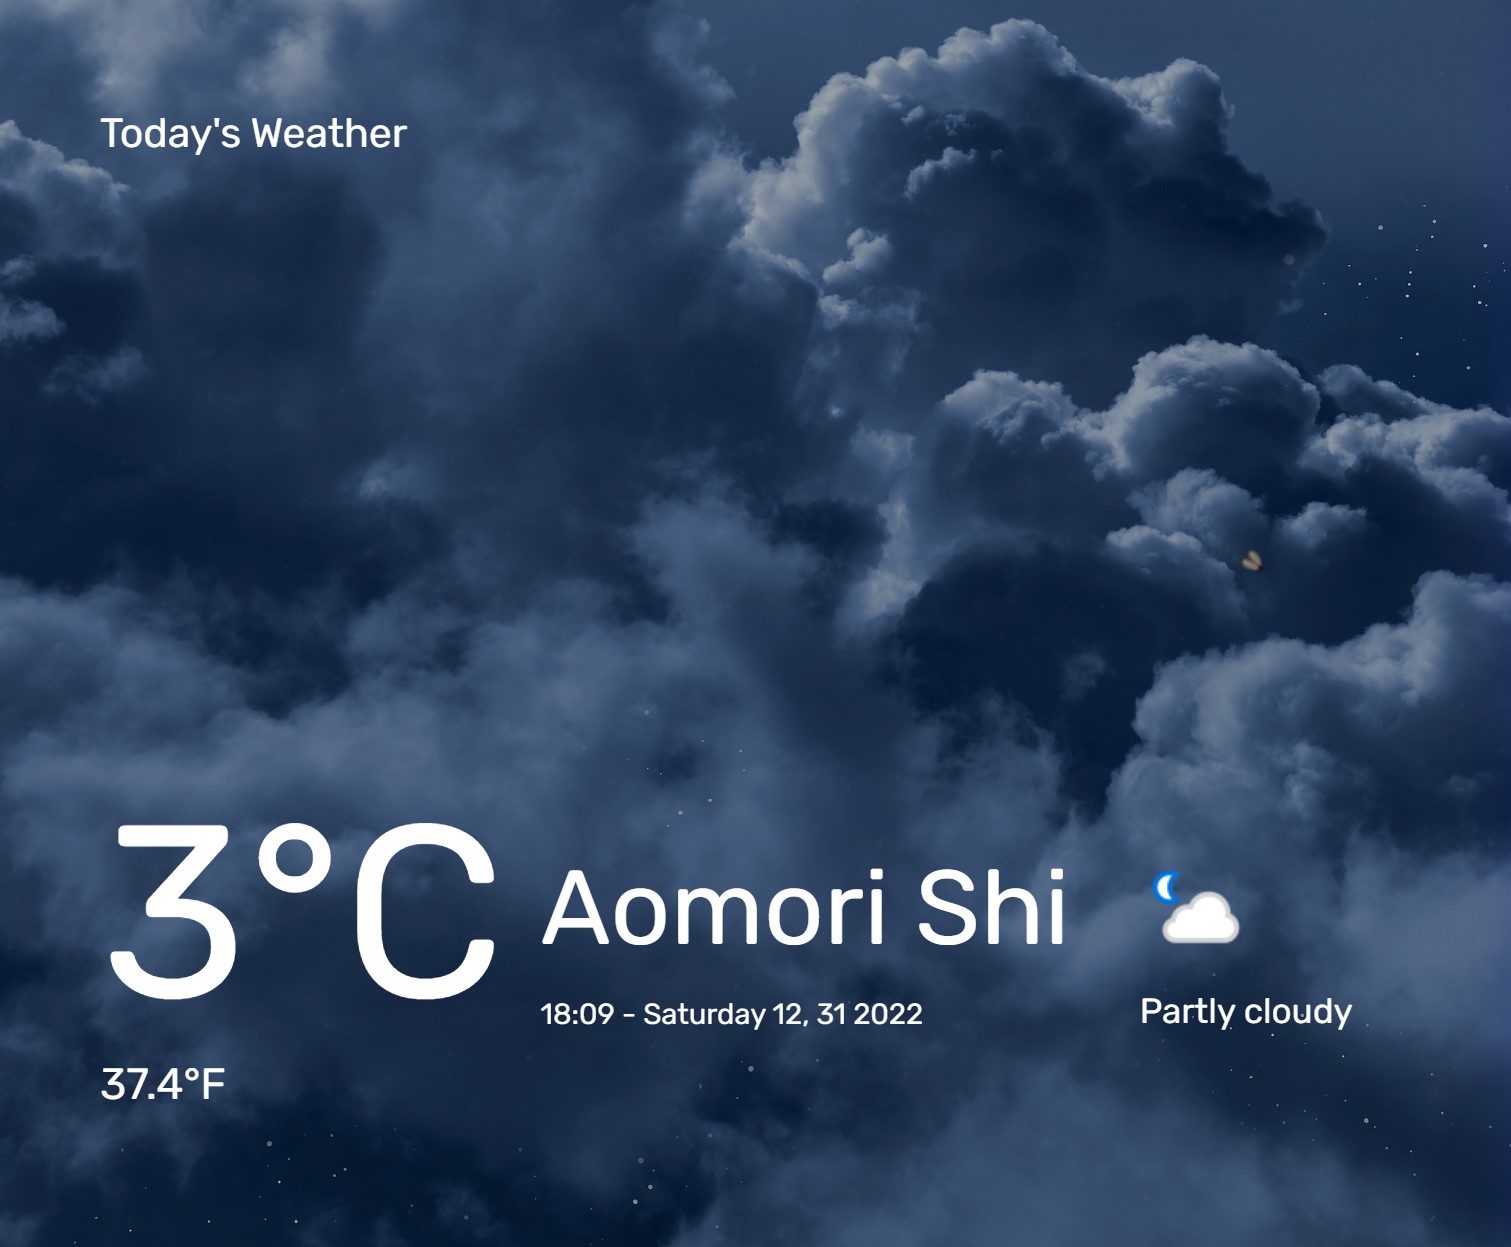 Today's Weather
3°C
Aomori Shi
18:09 - Saturday 12, 31 2022
Partly cloudy
37.4°F